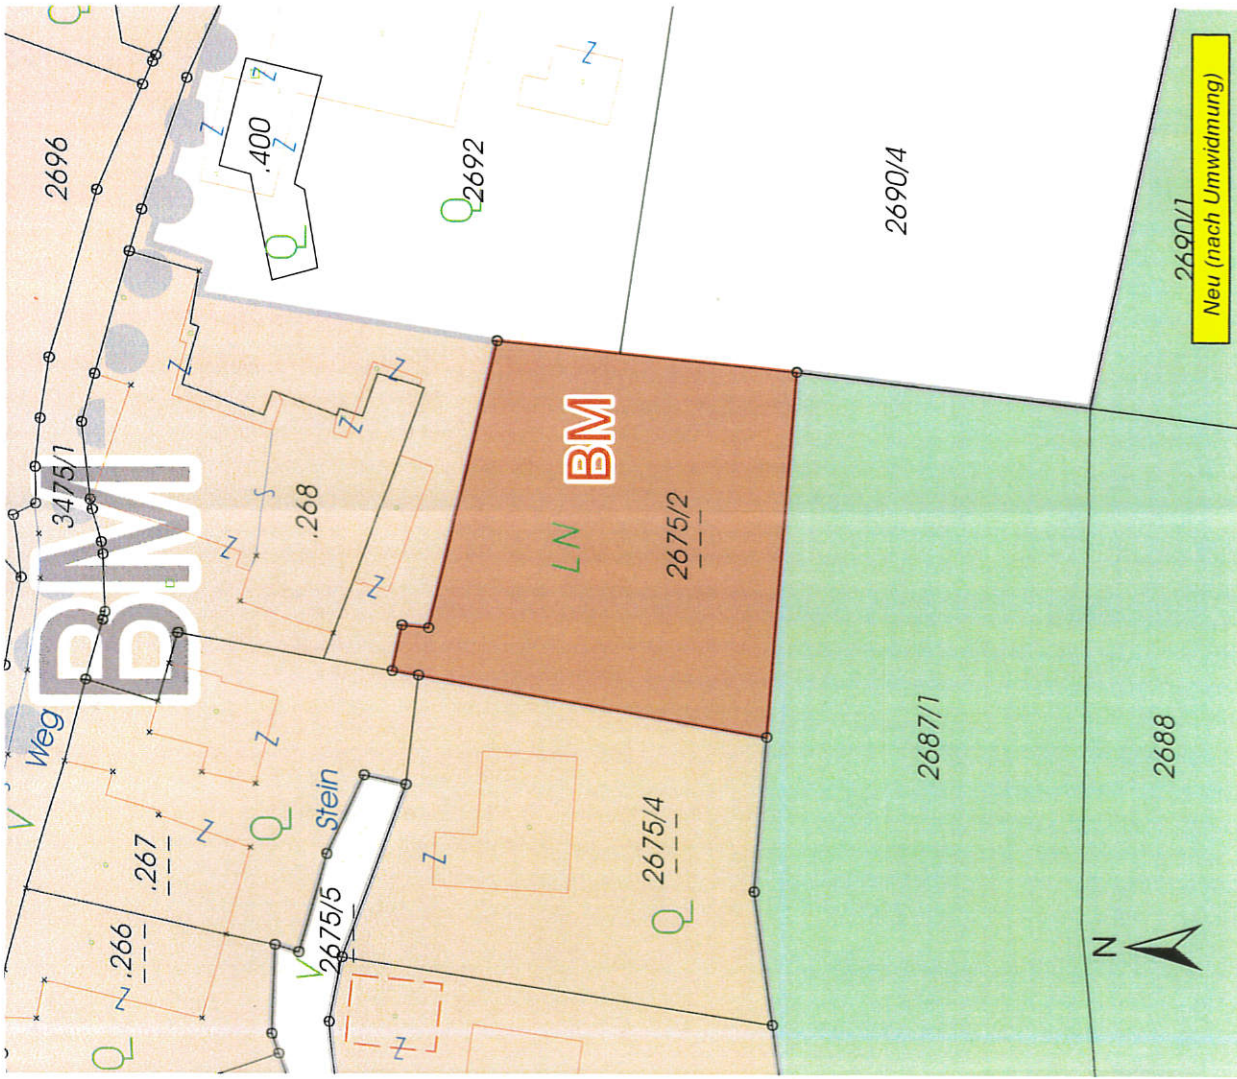 Neu (nach Umwidmung)
2696
3475/1
BM
Weg
V
.400
Z
Z
Z
Q
Q
2692
Z
Q
2690/4
2690/1
Z
Z
Z
S
.268
Z
Z
BM
LN
2675/2
Z
.267
Z
Q
Stein
2675/5
V
.266
Z
Q
Z
2675/4
Q
Z
2687/1
2688
N
Q